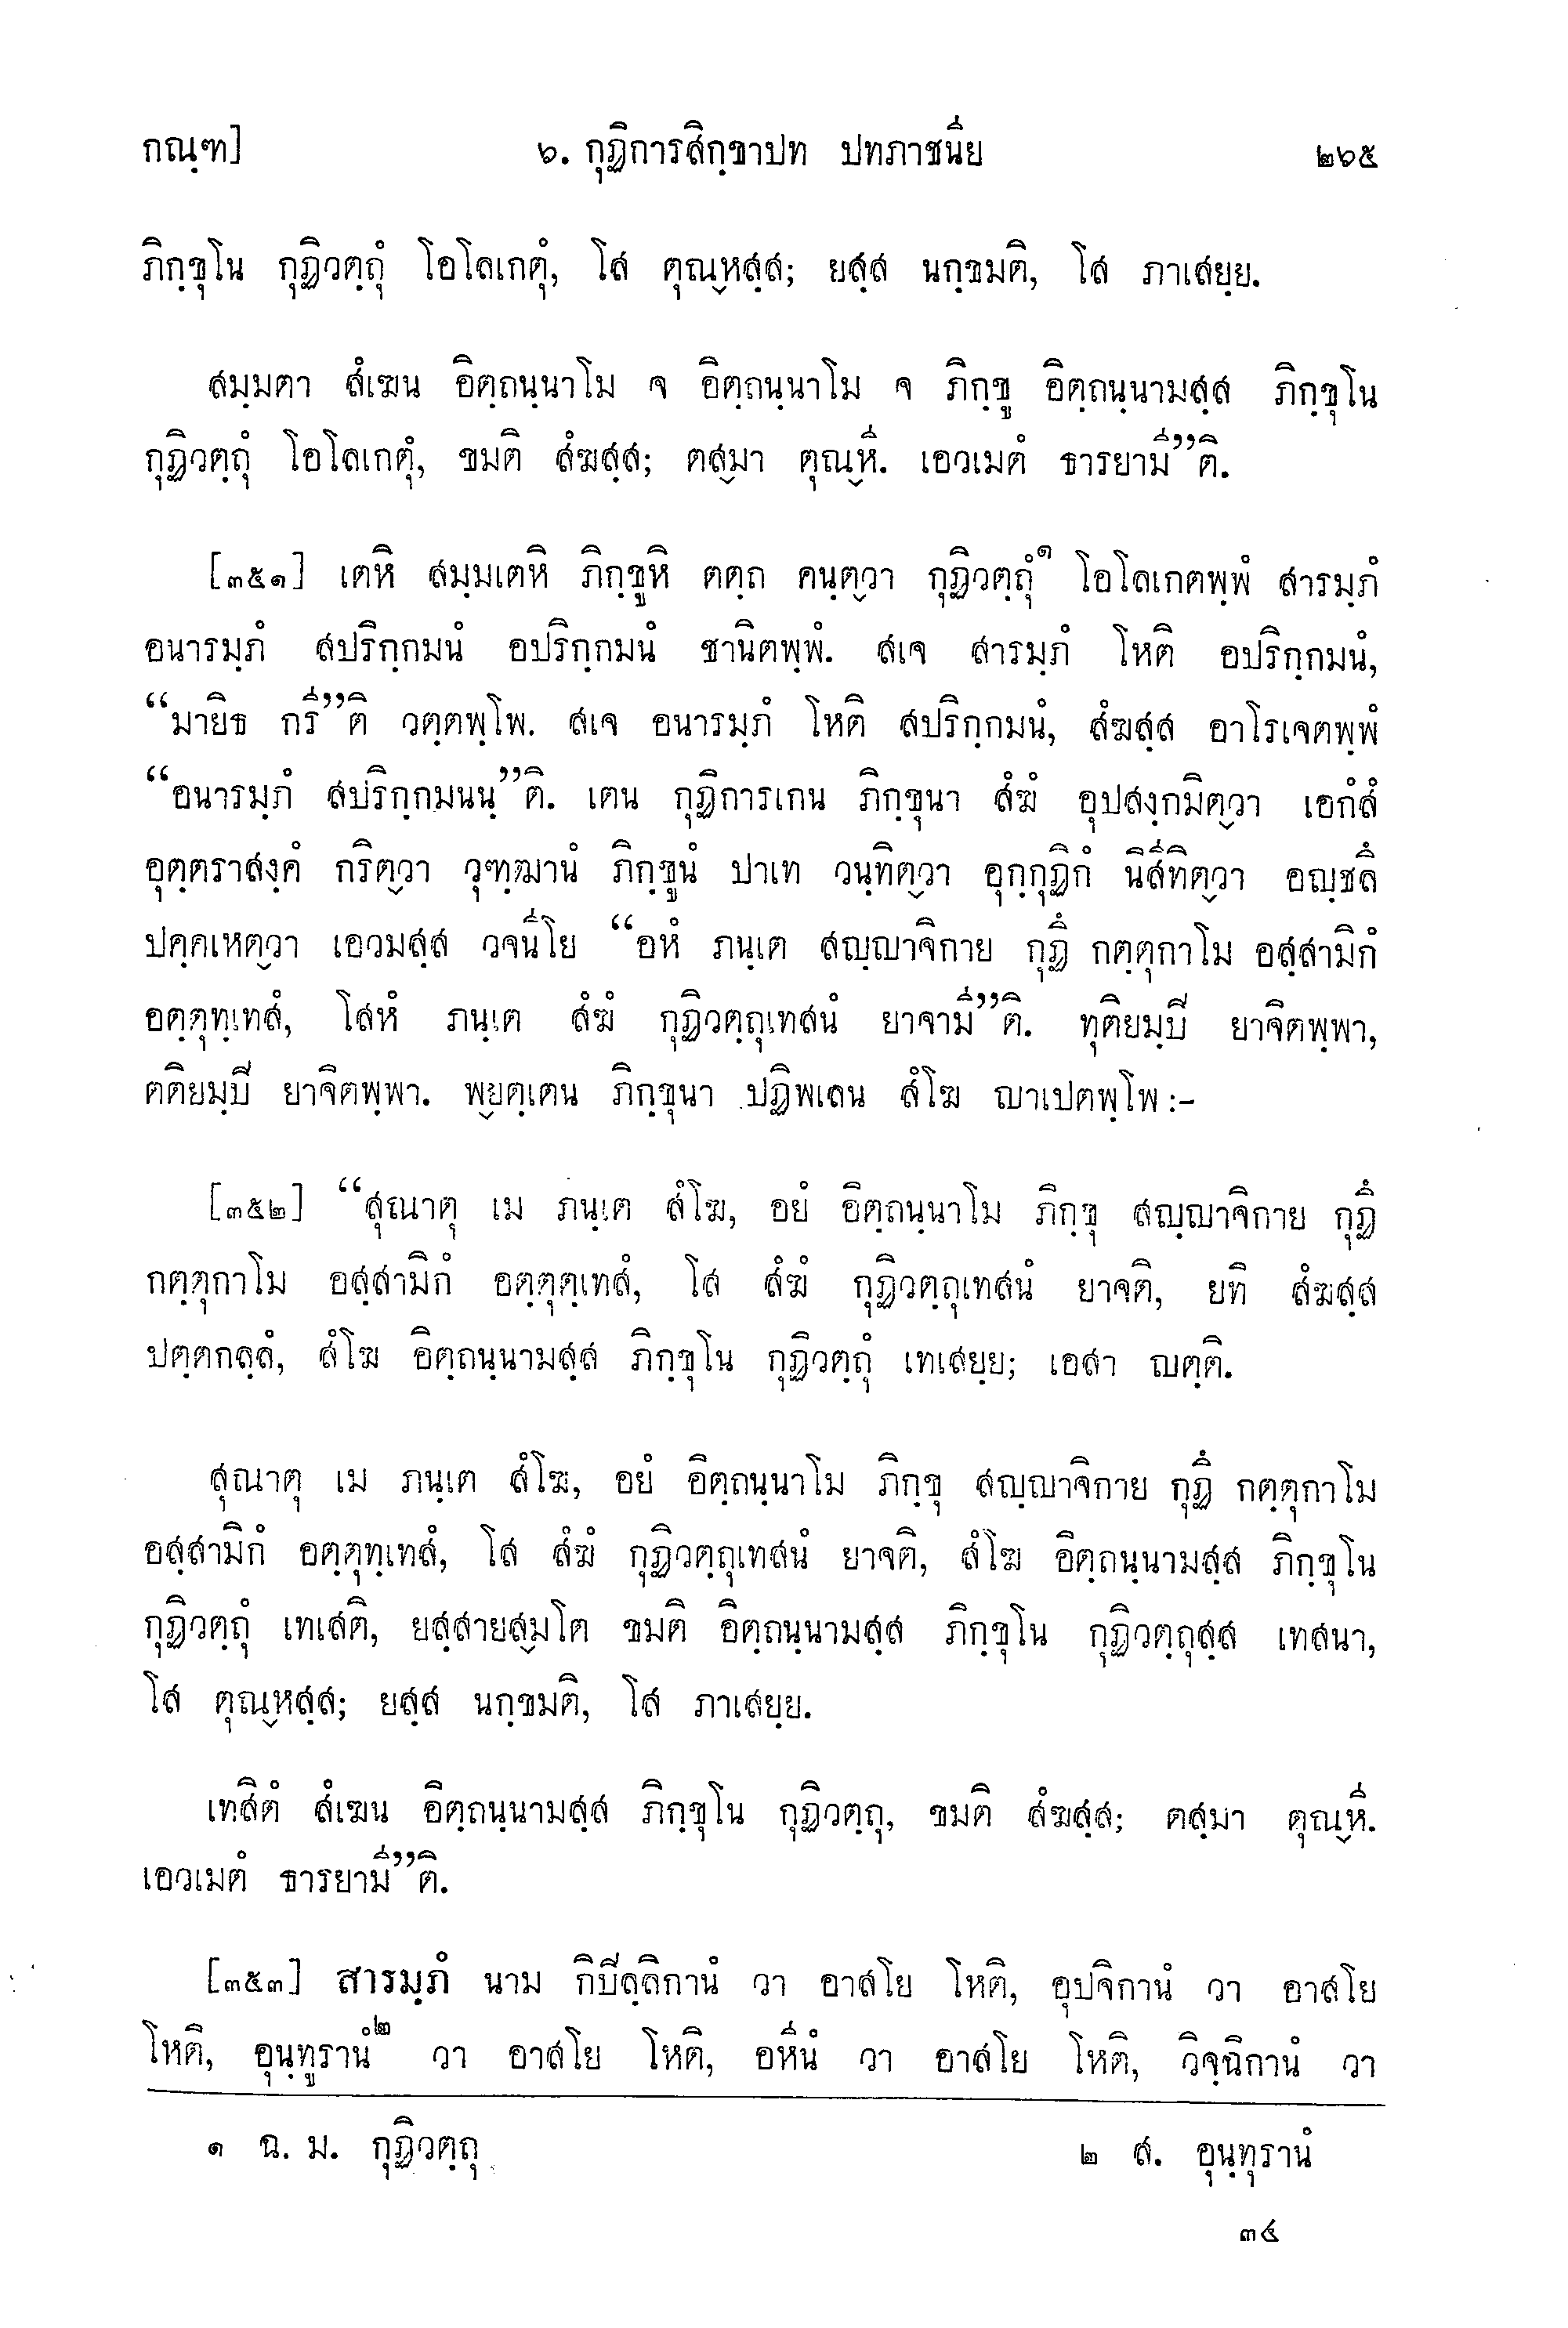 กณฺฑ] ๖. กุฏิการสิกฺขาปท ปทภาชนีย ๒๖๕
ภิกฺขุโน กุฏิวตฺถุํ โอโลเกตุํ, โส ตุณฺหสฺส; ยสฺส นกฺขมติ, โส ภาเสยฺย.
สมฺมตา สํเฆน อิตฺถนฺนาโม จ อิตฺถนฺนาโม จ ภิกฺขู อิตฺถนฺนามสฺส ภิกฺขุโน
กุฏิวตฺถุํ โอโลเกตุํ, ขมติ สํฆสฺส; ตสฺมา ตุณฺหี. เอวเมตํ ธารยามี”ติ.
[๓๕๑] เตหิ สมฺมเตหิ ภิกฺขูหิ ตตฺถ คนฺตฺวา กุฏิวตฺถุํ๑ โอโลเกตพฺพํ สารมฺภํ
อนารมฺภํ สปริกฺกมนํ อปริกฺกมนํ ชานิตพฺพํ. สเจ สารมฺภํ โหติ อปริกฺกมนํ,
“มายิธ กรี”ติ วตฺตพฺโพ. สเจ อนารมฺภํ โหติ สปริกฺกมนํ, สํฆสฺส อาโรเจตพฺพํ
“อนารมฺภํ สปริกฺกมนนฺ”ติ. เตน กุฏิการเกน ภิกฺขุนา สํฆํ อุปสงฺกมิตฺวา เอกํสํ
อุตฺตราสงฺคํ กริตฺวา วุฑฺฒานํ ภิกฺขูนํ ปาเท วนฺทิตฺวา อุกฺกุฏิกํ นิสีทิตฺวา อญฺชลึ
ปคฺคเหตฺวา เอวมสฺส วจนีโย “อหํ ภนฺเต สญฺญาจิกาย กุฏึ กตฺตุกาโม อสฺสามิกํ
อตฺตุทฺเทสํ, โสหํ ภนฺเต สํฆํ กุฏิวตฺถุเทสนํ ยาจามี”ติ. ทุติยมฺปิ ยาจิตพฺพา,
ตติยมฺปิ ยาจิตพฺพา. พฺยตฺเตน ภิกฺขุนา ปฏิพเลน สํโฆ ญาเปตพฺโพ :-
[๓๕๒] “สุณาตุ เม ภนฺเต สํโฆ, อยํ อิตฺถนฺนาโม ภิกฺขุ สญฺญาจิกาย กุฏึ
กตฺตุกาโม อสฺสามิกํ อตฺตุตฺเทสํ, โส สํฆํ กุฏิวตฺถุเทสนํ ยาจติ, ยทิ สํฆสฺส
ปตฺตกลฺลํ, สํโฆ อิตฺถนฺนามสฺส ภิกฺขุโน กุฏิวตฺถุํ เทเสยฺย; เอสา ญตฺติ.
สุณาตุ เม ภนฺเต สํโฆ, อยํ อิตฺถนฺนาโม ภิกฺขุ สญฺญาจิกาย กุฏึ กตฺตุกาโม
อสฺสามิกํ อตฺตุทฺเทสํ, โส สํฆํ กุฏิวตฺถุเทสนํ ยาจติ, สํโฆ อิตฺถนฺนามสฺส ภิกฺขุโน
กุฏิวตฺถุํ เทเสติ, ยสฺสายสฺมโต ขมติ อิตฺถนฺนามสฺส ภิกฺขุโน กุฏิวตฺถุสฺส เทสนา,
โส ตุณฺหสฺส; ยสฺส นกฺขมติ, โส ภาเสยฺย.
เทสิตํ สํเฆน อิตฺถนฺนามสฺส ภิกฺขุโน กุฏิวตฺถุ, ขมติ สํฆสฺส; ตสฺมา ตุณฺหี.
เอวเมตํ ธารยามี”ติ.
[๓๕๓] สารมฺภํ นาม กิปีลฺลิกานํ วา อาสโย โหติ, อุปจิกานํ วา อาสโย
โหติ, อุนฺทูรานํ๒ วา อาสโย โหติ, อหีนํ วา อาสโย โหติ, วิจฺฉิกานํ วา
๑ ฉ. ม. กุฏิวตฺถุ ๒ ส. อุนฺทุรานํ
๓๔